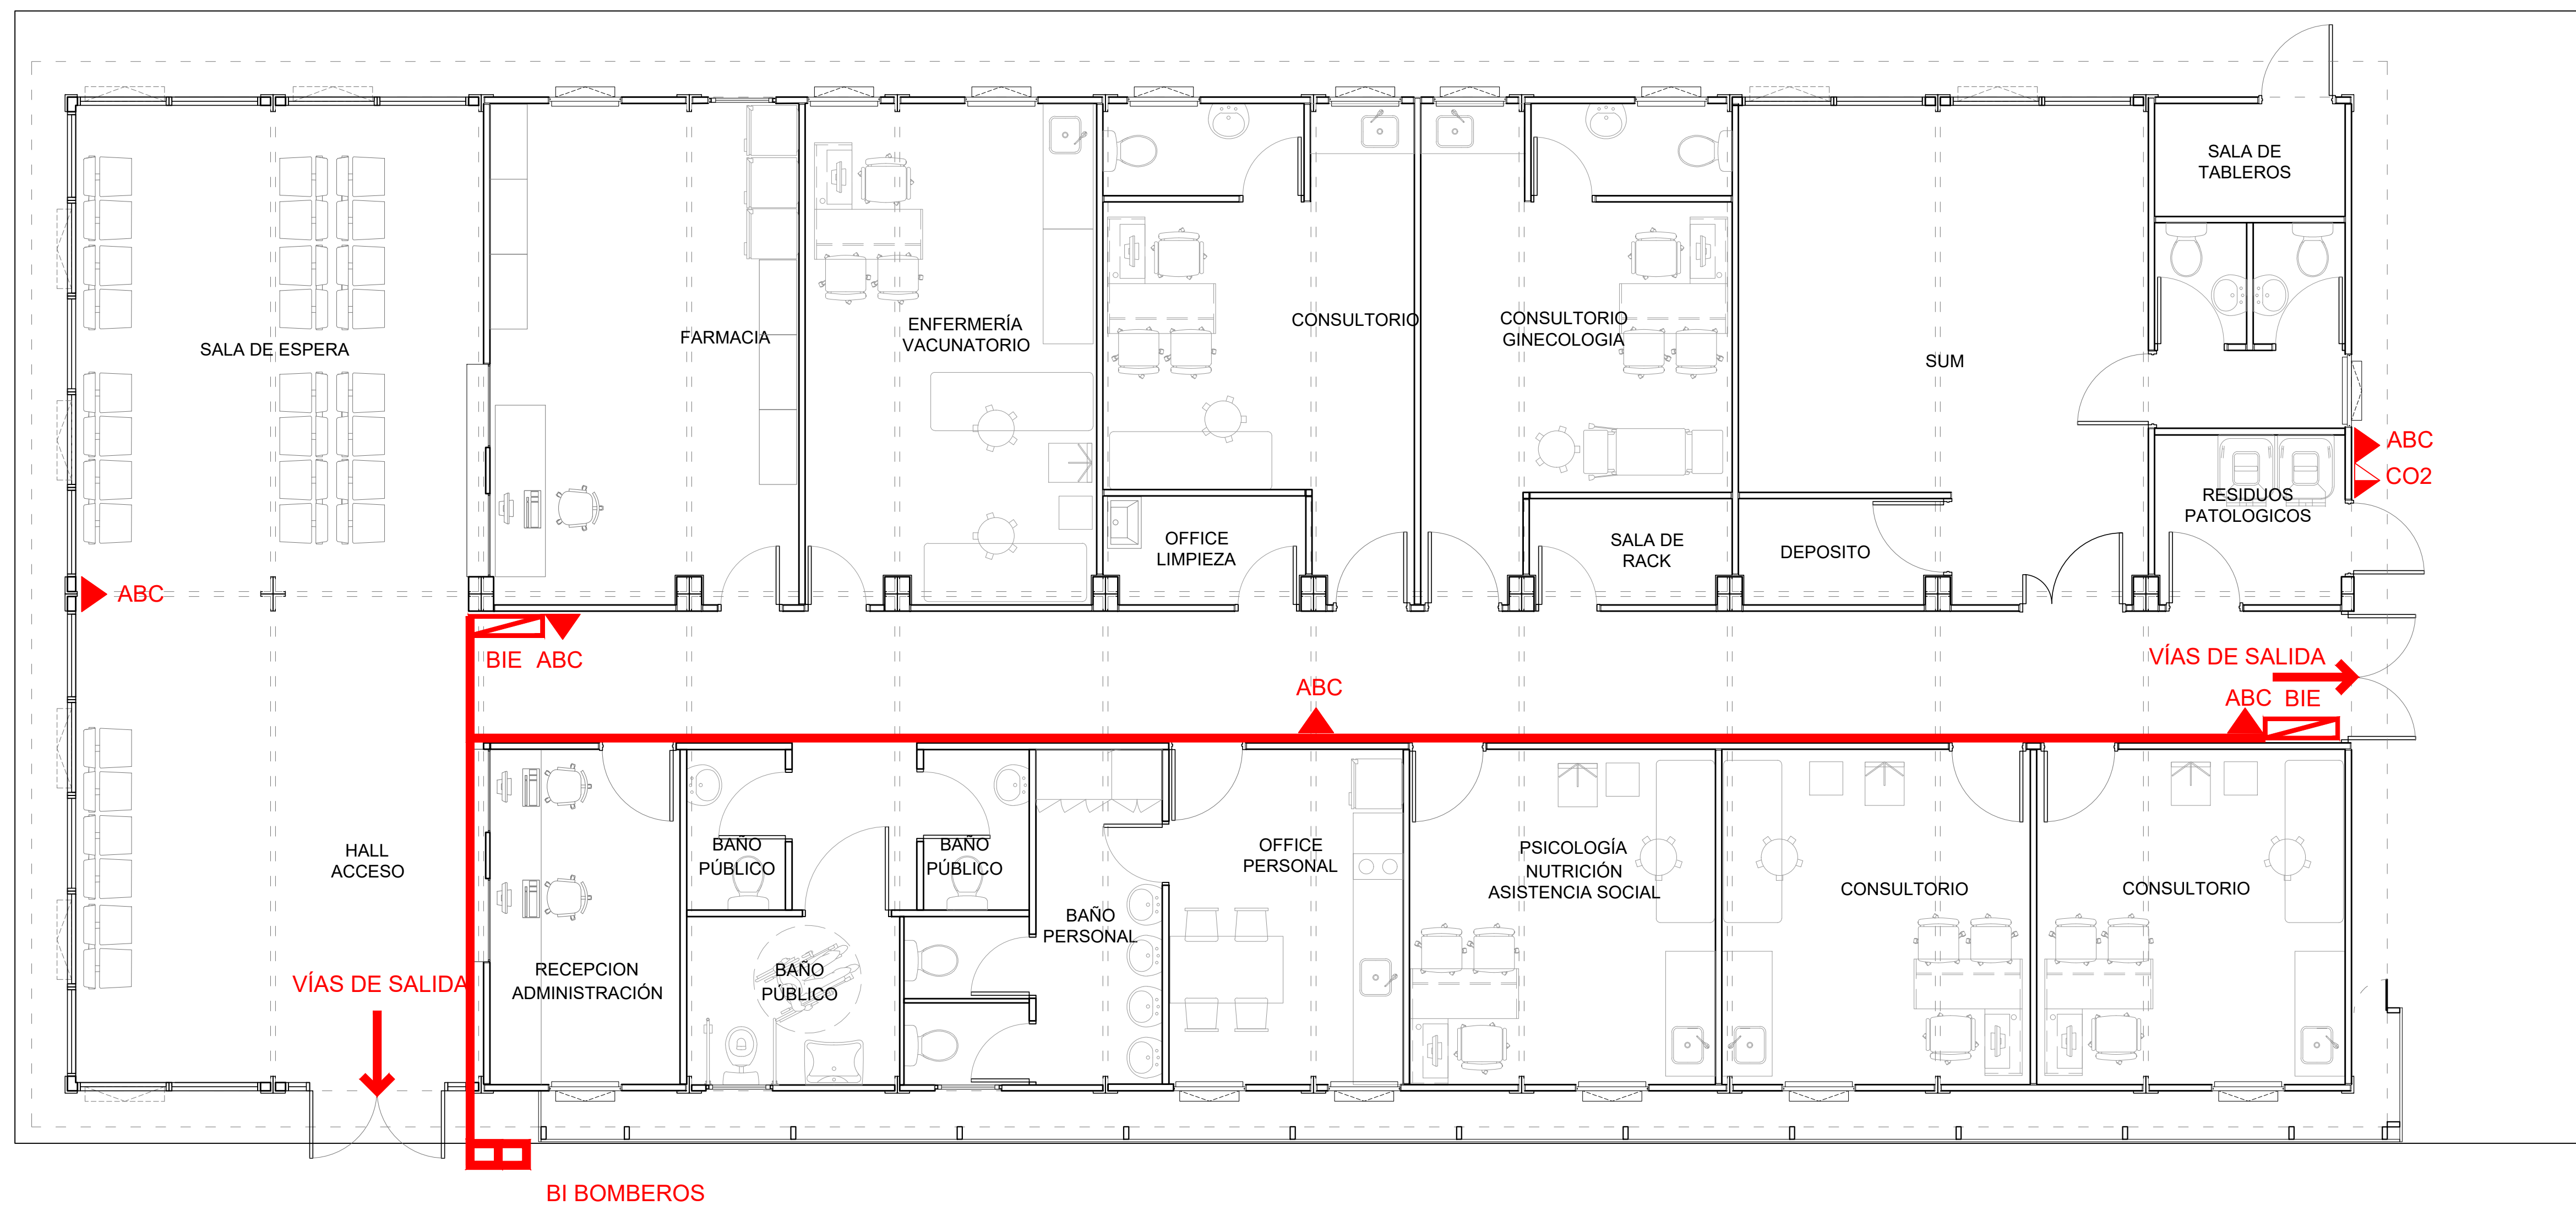 SALA DE
TABLEROS
SALA DE ESPERA
FARMACIA
ENFERMERÍA
VACUNATORIO
CONSULTORIO
CONSULTORIO
GINECOLOGIA
SUM
ABC
CO2
RESIDUOS
PATOLOGICOS
OFFICE
LIMPIEZA
SALA DE
RACK
DEPOSITO
ABC
BIE ABC
ABC
VÍAS DE SALIDA
ABC BIE
HALL
ACCESO
BAÑO
PÚBLICO
BAÑO
PÚBLICO
OFFICE
PERSONAL
PSICOLOGÍA
NUTRICIÓN
ASISTENCIA SOCIAL
CONSULTORIO
CONSULTORIO
BAÑO
PERSONAL
VÍAS DE SALIDA
RECEPCION
ADMINISTRACIÓN
BAÑO
PÚBLICO
BI BOMBEROS